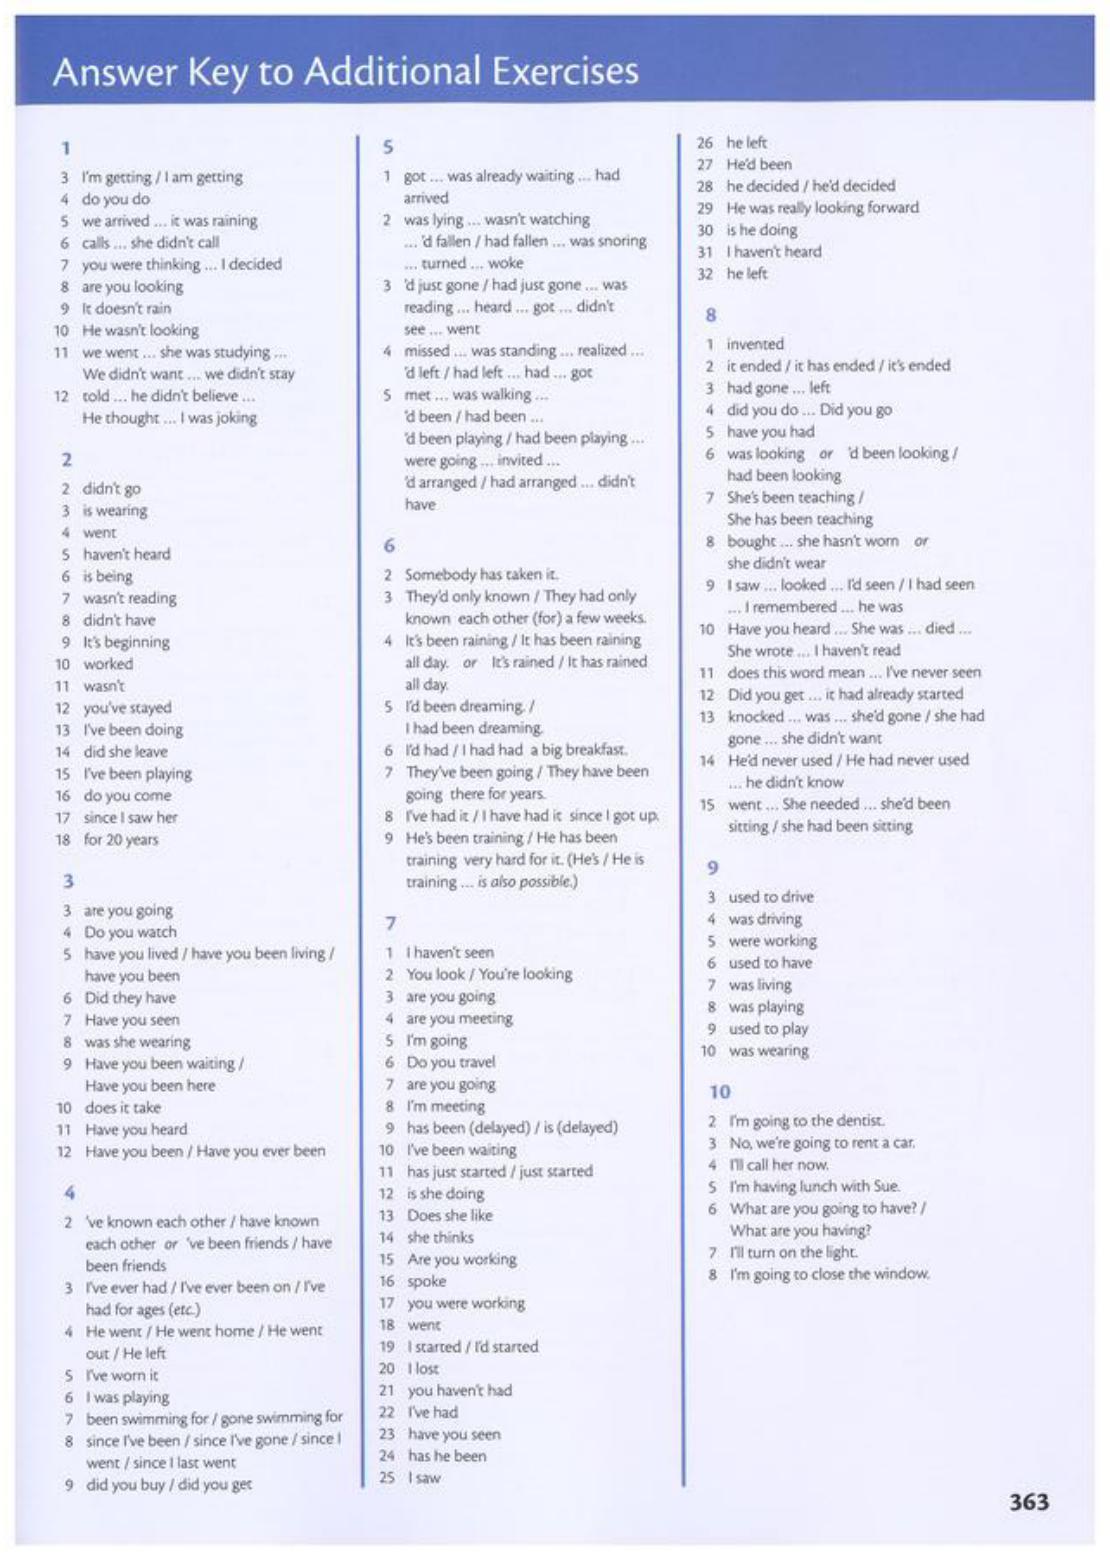 Answer Key to Additional Exercises
1
3 I'm getting / I am getting
4 do you do
5 we arrived ... it was raining
6 calls ... she didn't call
7 you were thinking ... I decided
8 are you looking
9 It doesn't rain
10 He wasn't looking
11 we went ... she was studying ...
We didn't want ... we didn't stay
12 told ... he didn't believe ...
He thought ... I was joking
2
2 didn't go
3 is wearing
4 went
5 haven't heard
6 is being
7 wasn't reading
8 didn't have
9 It's beginning
10 worked
11 wasn't
12 you've stayed
13 I've been doing
14 did she leave
15 I've been playing
16 do you come
17 since I saw her
18 for 20 years
3
3 are you going
4 Do you watch
5 have you lived / have you been living /
have you been
6 Did they have
7 Have you seen
8 was she wearing
9 Have you been waiting /
Have you been here
10 does it take
11 Have you heard
12 Have you been / Have you ever been
4
2 've known each other / have known
each other or 've been friends / have
been friends
3 I've ever had / I've ever been on / I've
had for ages (etc.)
4 He went / He went home / He went
out / He left
5 I've worn it
6 I was playing
7 been swimming for / gone swimming for
8 since I've been / since I've gone / since I
went / since I last went
9 did you buy / did you get
5
1 got ... was already waiting ... had
arrived
2 was lying ... wasn't watching
... 'd fallen / had fallen ... was snoring
... turned ... woke
3 'd just gone / had just gone ... was
reading ... heard ... got ... didn't
see ... went
4 missed ... was standing ... realized ...
'd left / had left ... had ... got
5 met ... was walking ...
'd been / had been ...
'd been playing / had been playing ...
were going ... invited ...
'd arranged / had arranged ... didn't
have
6
2 Somebody has taken it.
3 They'd only known / They had only
known each other (for) a few weeks.
4 It's been raining / It has been raining
all day. or It's rained / It has rained
all day.
5 I'd been dreaming. /
I had been dreaming.
6 I'd had / I had had a big breakfast.
7 They've been going / They have been
going there for years.
8 I've had it / I have had it since I got up.
9 He's been training / He has been
training very hard for it. (He's / He is
training ... is also possible.)
7
1 I haven't seen
2 You look / You're looking
3 are you going
4 are you meeting
5 I'm going
6 Do you travel
7 are you going
8 I'm meeting
9 has been (delayed) / is (delayed)
10 I've been waiting
11 has just started / just started
12 is she doing
13 Does she like
14 she thinks
15 Are you working
16 spoke
17 you were working
18 went
19 I started / I'd started
20 I lost
21 you haven't had
22 I've had
23 have you seen
24 has he been
25 I saw
26 he left
27 He'd been
28 he decided / he'd decided
29 He was really looking forward
30 is he doing
31 I haven't heard
32 he left
8
1 invented
2 it ended / it has ended / it's ended
3 had gone ... left
4 did you do ... Did you go
5 have you had
6 was looking or 'd been looking /
had been looking
7 She's been teaching /
She has been teaching
8 bought ... she hasn't worn or
she didn't wear
9 I saw ... looked ... I'd seen / I had seen
... I remembered ... he was
10 Have you heard ... She was ... died ...
She wrote ... I haven't read
11 does this word mean ... I've never seen
12 Did you get ... it had already started
13 knocked ... was ... she'd gone / she had
gone ... she didn't want
14 He'd never used / He had never used
... he didn't know
15 went ... She needed ... she'd been
sitting / she had been sitting
9
3 used to drive
4 was driving
5 were working
6 used to have
7 was living
8 was playing
9 used to play
10 was wearing
10
2 I'm going to the dentist.
3 No, we're going to rent a car.
4 I'll call her now.
5 I'm having lunch with Sue.
6 What are you going to have? /
What are you having?
7 I'll turn on the light.
8 I'm going to close the window.
363